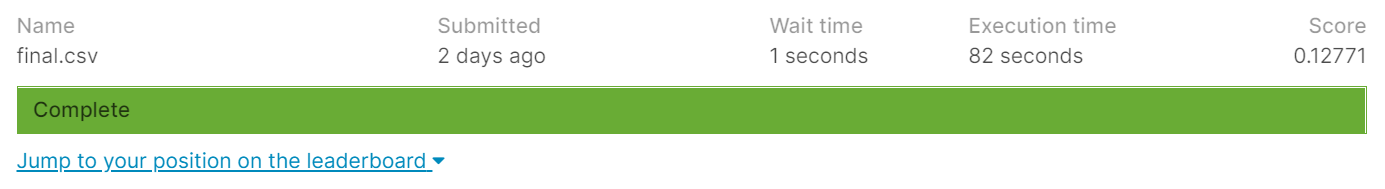 Name Submitted Wait time Execution time Score
final.csv 2 days ago 1 seconds 82 seconds 0.12771
Complete
Jump to your position on the leaderboard